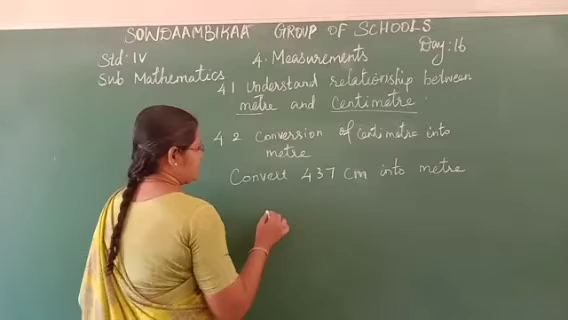 SOWDAAMBIKAA GROUP OF SCHOOLS
Std: IV 4. Measurements Day: 16
Sub Mathematics
4 1 Understand relationship between
metre and centimetre.
4 2 Conversion of Centimetre into
metre
Convert 437 cm into metre